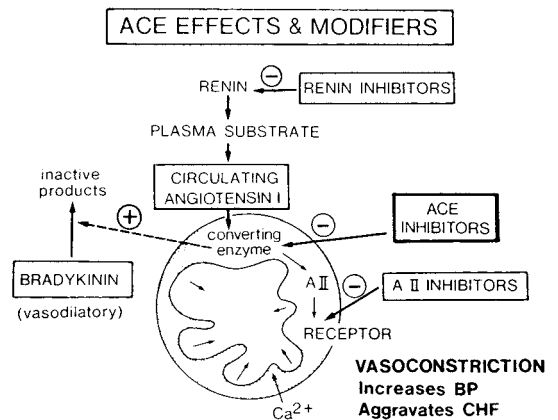 ACE EFFECTS & MODIFIERS
RENIN
⊖
RENIN INHIBITORS
PLASMA SUBSTRATE
inactive
products
CIRCULATING
ANGIOTENSIN I
⊕
⊖
ACE
INHIBITORS
converting
enzyme
BRADYKININ
(vasodilatory)
A II
⊖
A II INHIBITORS
RECEPTOR
VASOCONSTRICTION
Increases BP
Aggravates CHF
Ca2+